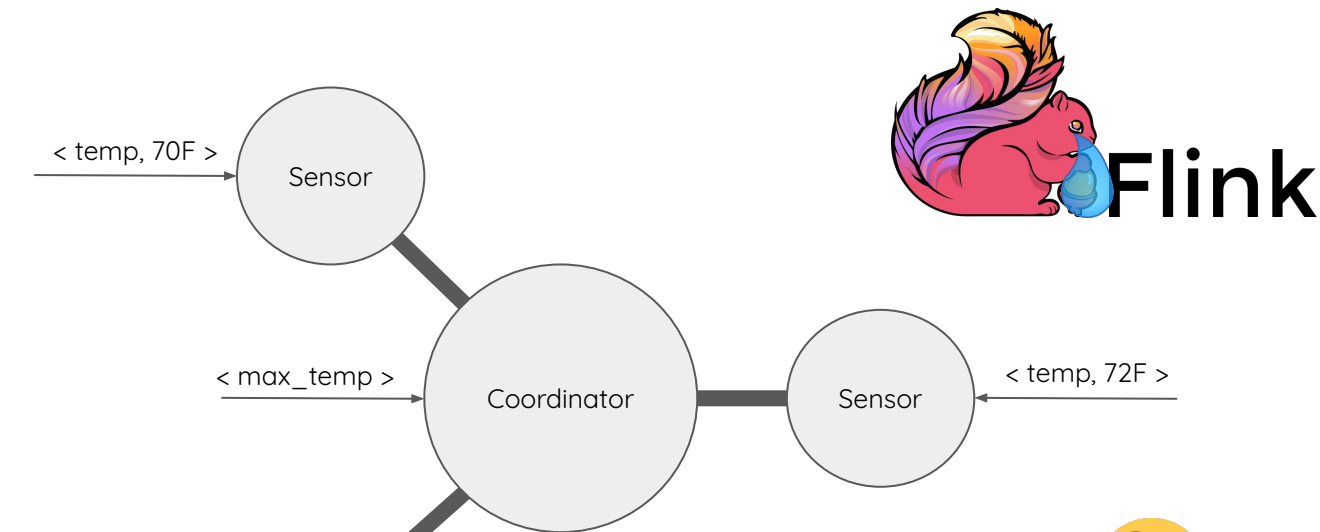 < temp, 70F >
Sensor
Flink
< max_temp >
Coordinator
Sensor
< temp, 72F >